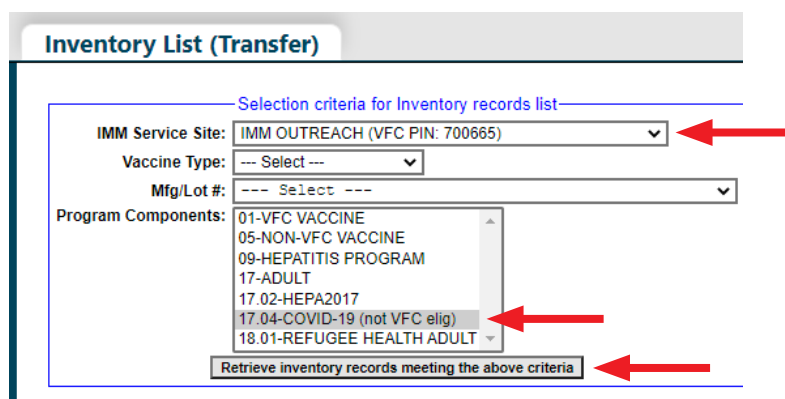 Inventory List (Transfer)
Selection criteria for Inventory records list
IMM Service Site: IMM OUTREACH (VFC PIN: 700665)
Vaccine Type: --- Select ---
Mfg/Lot #: --- Select ---
Program Components: 01-VFC VACCINE
05-NON-VFC VACCINE
09-HEPATITIS PROGRAM
17-ADULT
17.02-HEPA2017
17.04-COVID-19 (not VFC elig)
18.01-REFUGEE HEALTH ADULT
Retrieve inventory records meeting the above criteria